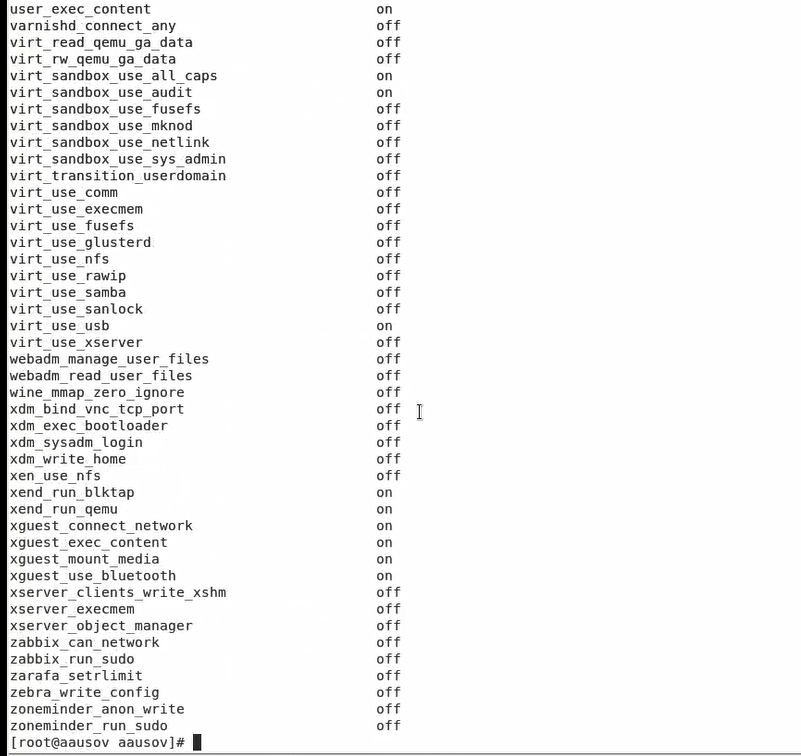 user_exec_content on
varnishd_connect_any off
virt_read_qemu_ga_data off
virt_rw_qemu_ga_data off
virt_sandbox_use_all_caps on
virt_sandbox_use_audit on
virt_sandbox_use_fusefs off
virt_sandbox_use_mknod off
virt_sandbox_use_netlink off
virt_sandbox_use_sys_admin off
virt_transition_userdomain off
virt_use_comm off
virt_use_execmem off
virt_use_fusefs off
virt_use_glusterd off
virt_use_nfs off
virt_use_rawip off
virt_use_samba off
virt_use_sanlock off
virt_use_usb on
virt_use_xserver off
webadm_manage_user_files off
webadm_read_user_files off
wine_mmap_zero_ignore off
xdm_bind_vnc_tcp_port off
xdm_exec_bootloader off
xdm_sysadm_login off
xdm_write_home off
xen_use_nfs off
xend_run_blktap on
xend_run_qemu on
xguest_connect_network on
xguest_exec_content on
xguest_mount_media on
xguest_use_bluetooth on
xserver_clients_write_xshm off
xserver_execmem off
xserver_object_manager off
zabbix_can_network off
zabbix_run_sudo off
zarafa_setrlimit off
zebra_write_config off
zoneminder_anon_write off
zoneminder_run_sudo off
[root@aausov aausov]#